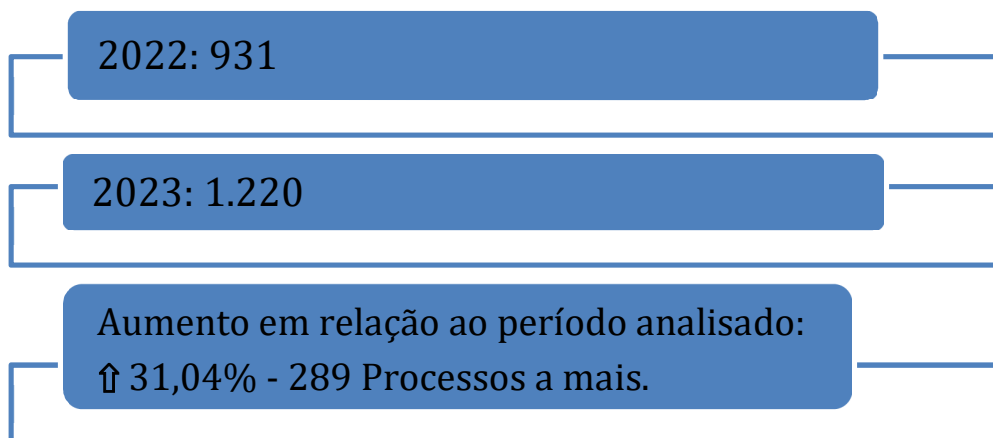 2022: 931
2023: 1.220
Aumento em relação ao período analisado:
⇧ 31,04% - 289 Processos a mais.